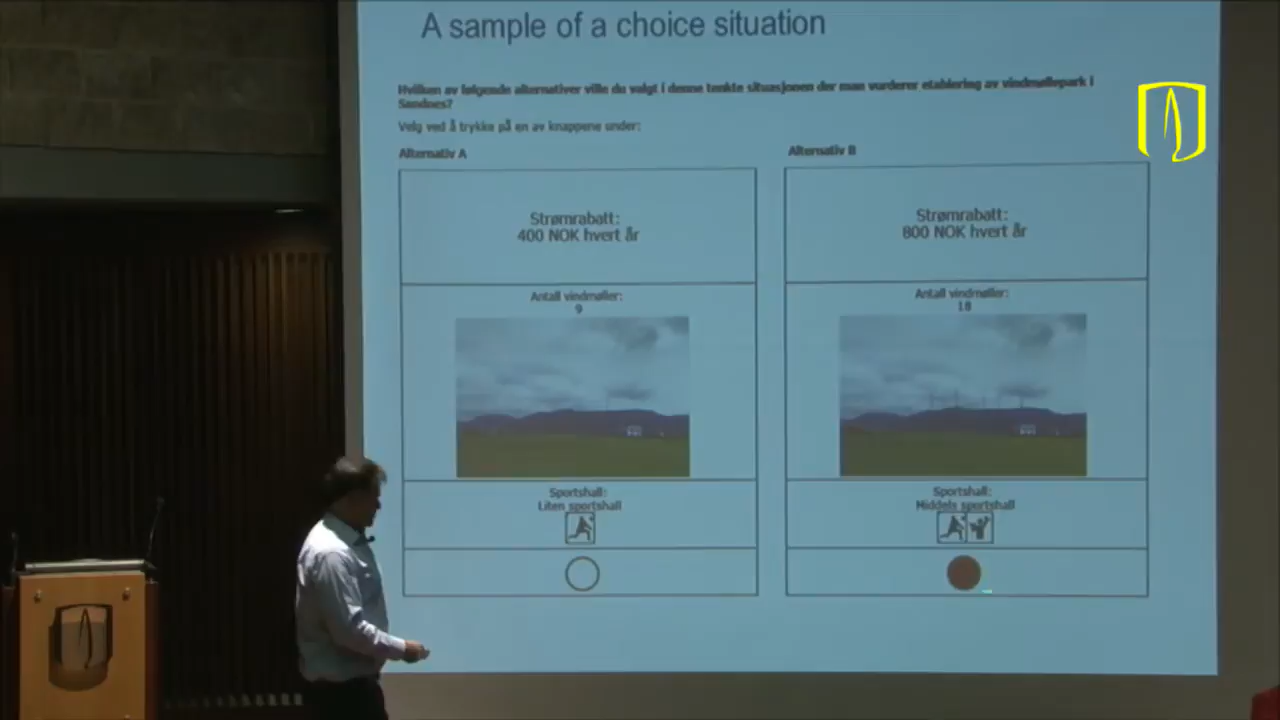 A sample of a choice situation
Hvilken av følgende alternativer ville du valgt i denne tenkte situasjonen der man vurderer etablering av vindmøllepark i
Sandnes?
Velg ved å trykke på en av knappene under:
Alternativ A
Alternativ B
Strømrabatt:
400 NOK hvert år
Strømrabatt:
800 NOK hvert år
Antall vindmøller:
9
Antall vindmøller:
18
Sportshall:
Liten sportshall
Sportshall:
Middels sportshall